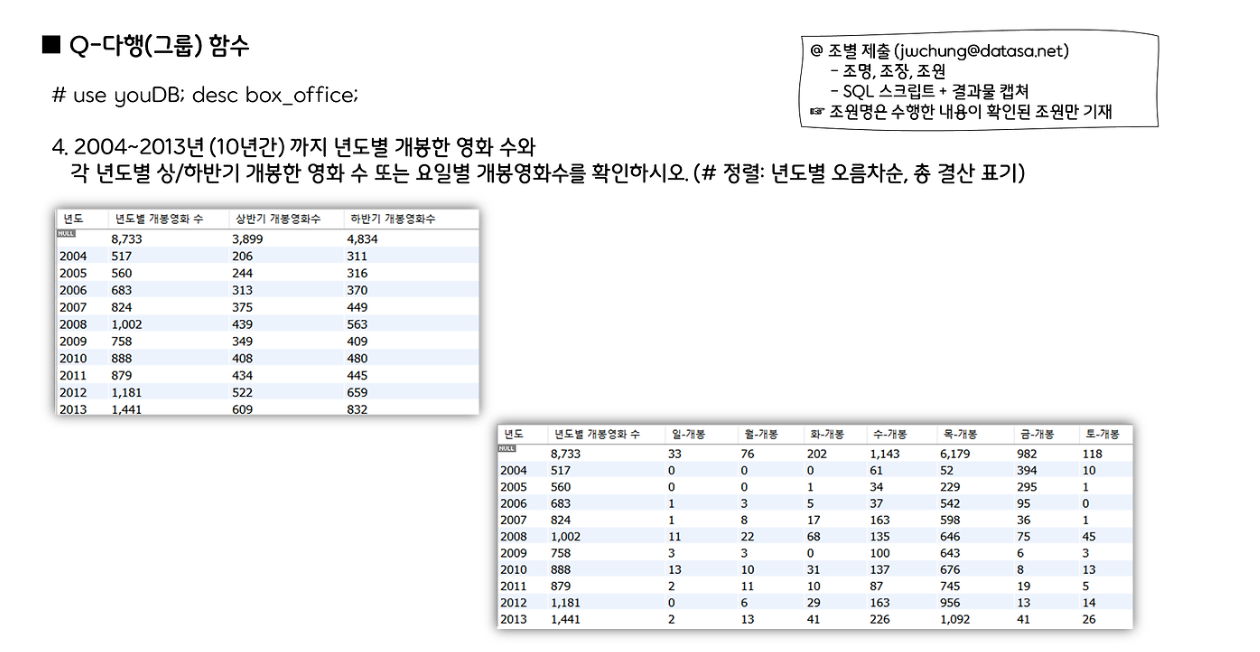 ■ Q-다행(그룹) 함수
@ 조별 제출 (jwchung@datasa.net)
- 조명, 조장, 조원
- SQL 스크립트 + 결과물 캡쳐
☞ 조원명은 수행한 내용이 확인된 조원만 기재
# use youDB; desc box_office;
4. 2004~2013년 (10년간) 까지 년도별 개봉한 영화 수와
각 년도별 상/하반기 개봉한 영화 수 또는 요일별 개봉영화수를 확인하시오. (# 정렬: 년도별 오름차순, 총 결산 표기)
년도 년도별 개봉영화 수 상반기 개봉영화수 하반기 개봉영화수
NULL 8,733 3,899 4,834
2004 517 206 311
2005 560 244 316
2006 683 313 370
2007 824 375 449
2008 1,002 439 563
2009 758 349 409
2010 888 408 480
2011 879 434 445
2012 1,181 522 659
2013 1,441 609 832
년도 년도별 개봉영화 수 일-개봉 월-개봉 화-개봉 수-개봉 목-개봉 금-개봉 토-개봉
NULL 8,733 33 76 202 1,143 6,179 982 118
2004 517 0 0 0 61 52 394 10
2005 560 0 0 1 34 229 295 1
2006 683 1 3 5 37 542 95 0
2007 824 1 8 17 163 598 36 1
2008 1,002 11 22 68 135 646 75 45
2009 758 3 3 0 100 643 6 3
2010 888 13 10 31 137 676 8 13
2011 879 2 11 10 87 745 19 5
2012 1,181 0 6 29 163 956 13 14
2013 1,441 2 13 41 226 1,092 41 26